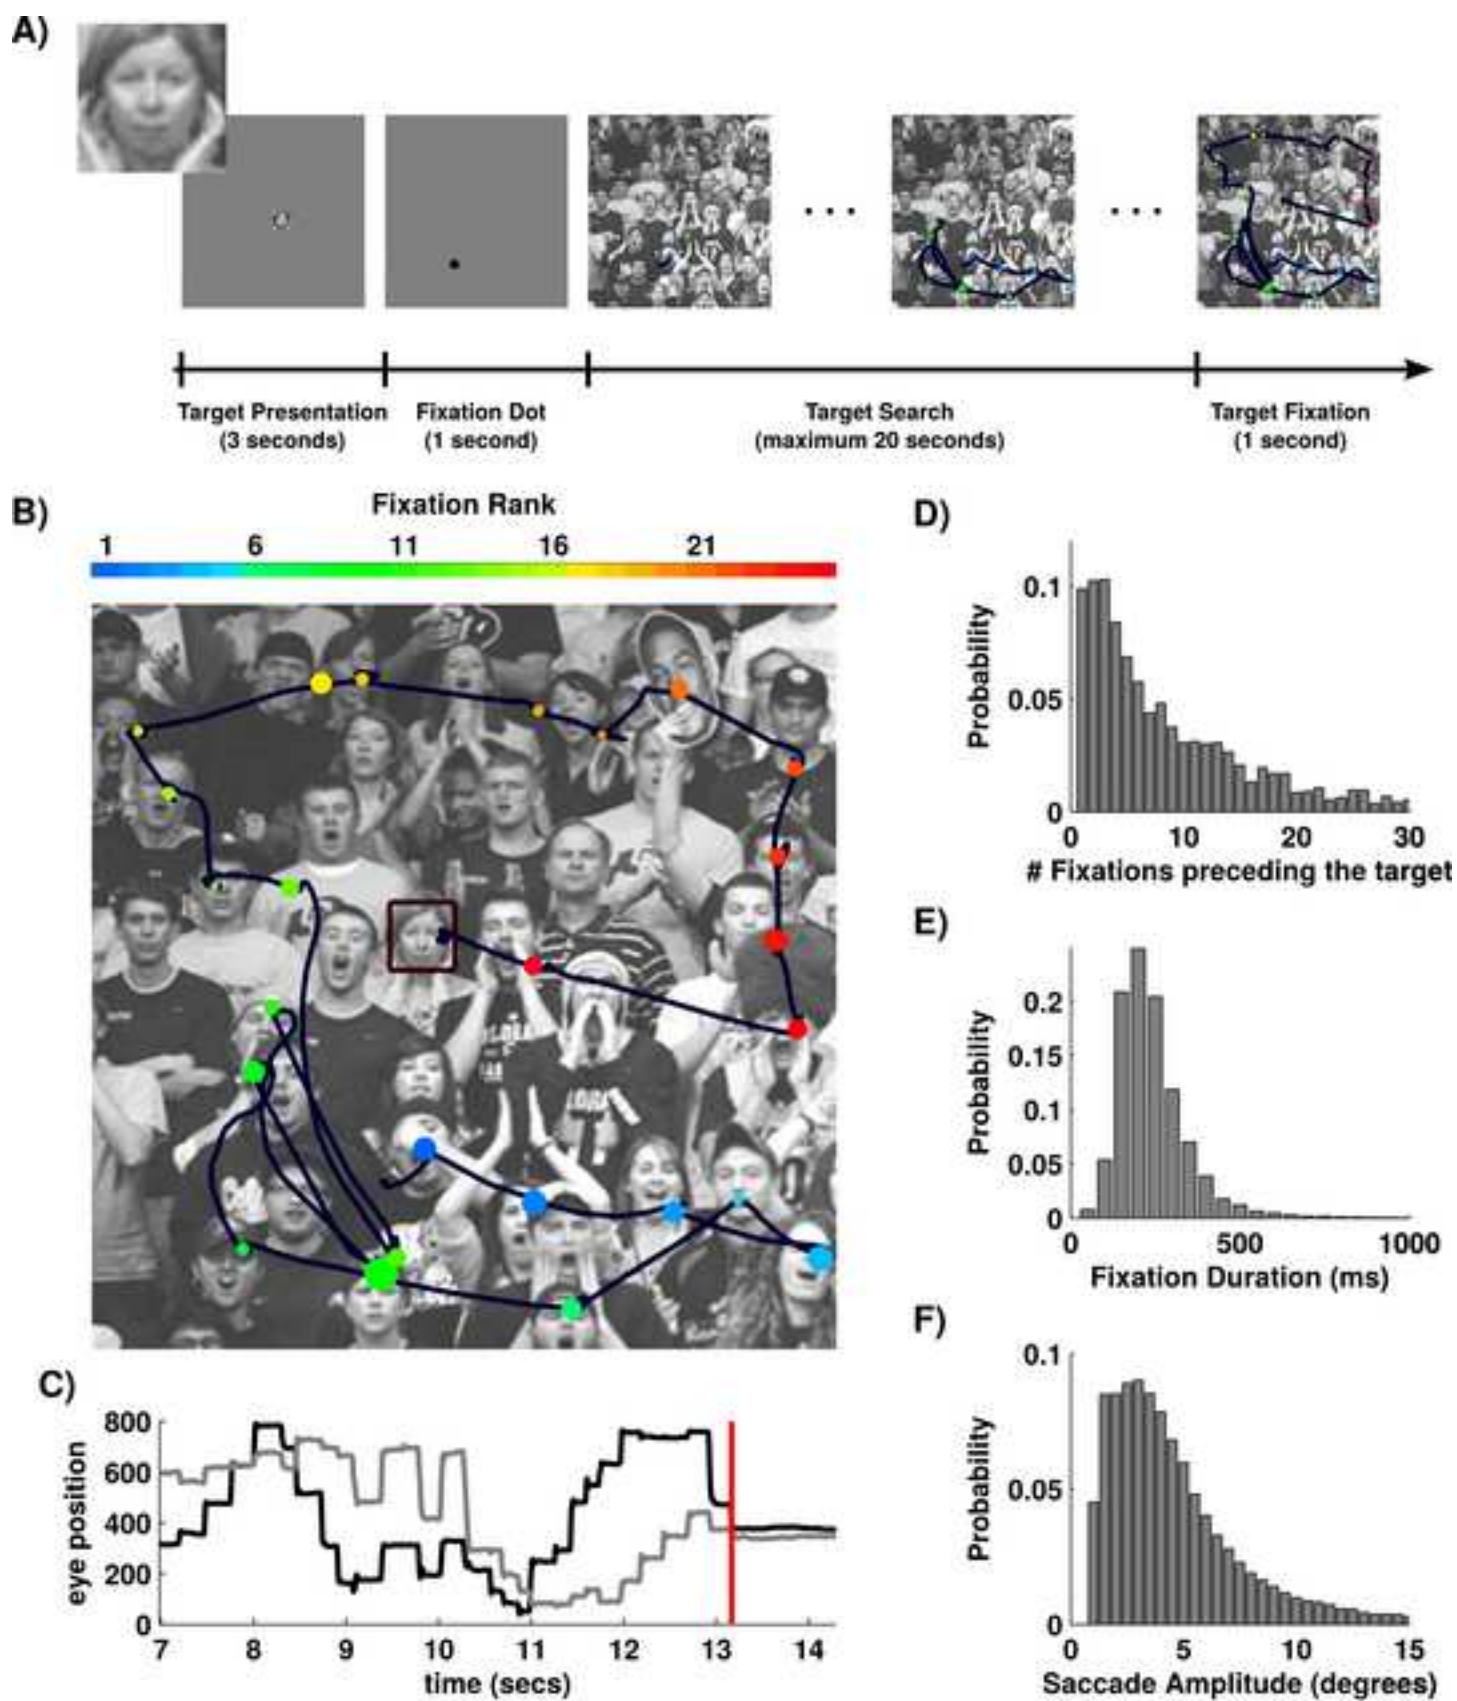 A)
. . .
. . .
Target Presentation
(3 seconds)
Fixation Dot
(1 second)
Target Search
(maximum 20 seconds)
Target Fixation
(1 second)
B)
Fixation Rank
1 6 11 16 21
C)
eye position
800
600
400
200
0
7 8 9 10 11 12 13 14
time (secs)
D)
Probability
0.1
0.05
0
0 10 20 30
# Fixations preceding the target
E)
Probability
0.2
0.15
0.1
0.05
0
0 500 1000
Fixation Duration (ms)
F)
Probability
0.1
0.05
0
0 5 10 15
Saccade Amplitude (degrees)